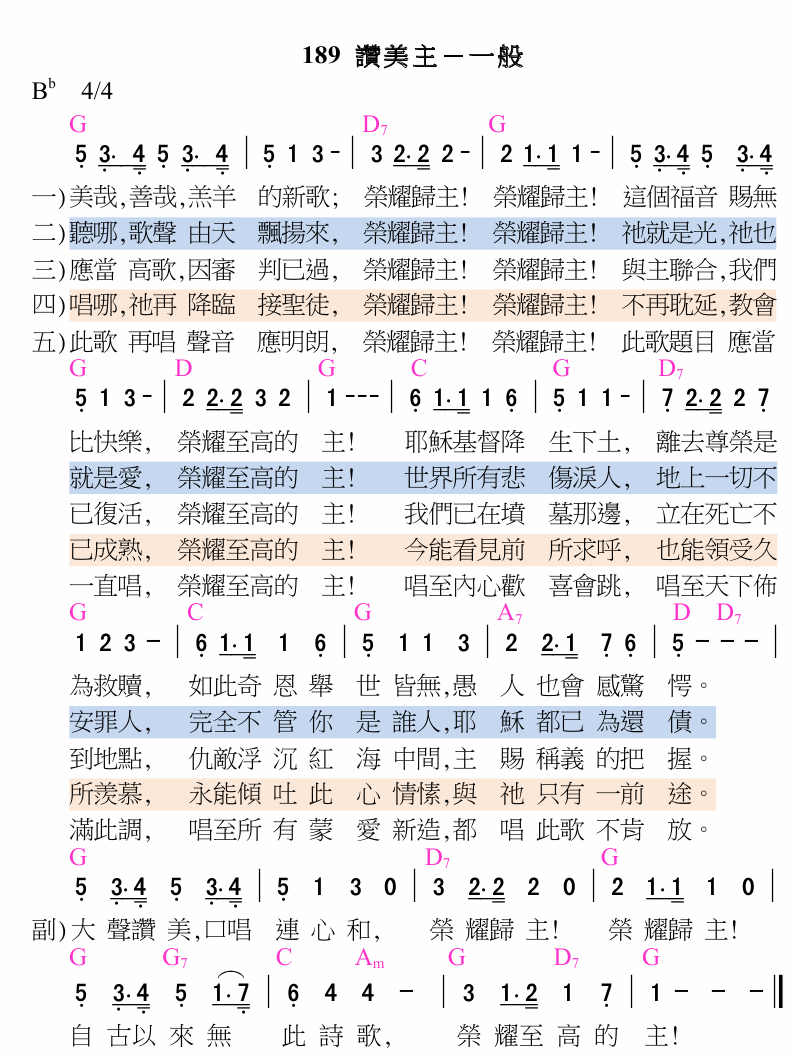 189 讚美主－一般
B♭ 4/4
G D7 G
5 3· 4 5 3· 4 | 5 1 3 - | 3 2·2 2 - | 2 1·1 1 - | 5 3·4 5 3·4
一)美哉,善哉,羔羊 的新歌; 榮耀歸主! 榮耀歸主! 這個福音 賜無
二)聽哪,歌聲 由天 飄揚來, 榮耀歸主! 榮耀歸主! 祂就是光,祂也
三)應當 高歌,因審 判已過, 榮耀歸主! 榮耀歸主! 與主聯合,我們
四)唱哪,祂再 降臨 接聖徒, 榮耀歸主! 榮耀歸主! 不再耽延,教會
五)此歌 再唱 聲音 應明朗, 榮耀歸主! 榮耀歸主! 此歌題目 應當
G D G C G D7
5 1 3 - | 2 2·2 3 2 | 1 - - - | 6 1·1 1 6 | 5 1 1 - | 7 2·2 2 7
比快樂, 榮耀至高的 主! 耶穌基督降 生下土, 離去尊榮是
就是愛, 榮耀至高的 主! 世界所有悲 傷淚人, 地上一切不
已復活, 榮耀至高的 主! 我們已在墳 墓那邊, 立在死亡不
已成熟, 榮耀至高的 主! 今能看見前 所求呼, 也能領受久
一直唱, 榮耀至高的 主! 唱至內心歡 喜會跳, 唱至天下佈
G C G A7 D D7
1 2 3 - | 6 1·1 1 6 | 5 1 1 3 | 2 2·1 7 6 | 5 - - - |
為救贖, 如此奇 恩 舉 世 皆無,愚 人 也會 感驚 愕。
安罪人, 完全不 管 你 是 誰人,耶 穌 都已 為還 債。
到地點, 仇敵浮 沉 紅 海 中間,主 賜 稱義 的把 握。
所羨慕, 永能傾 吐 此 心 情愫,與 祂 只有 一前 途。
滿此調, 唱至所 有 蒙 愛 新造,都 唱 此歌 不肯 放。
G D7 G
5 3·4 5 3·4 | 5 1 3 0 | 3 2·2 2 0 | 2 1·1 1 0 |
副)大 聲讚 美,口唱 連 心 和, 榮 耀歸 主! 榮 耀歸 主!
G G7 C Am G D7 G
5 3·4 5 1·7 | 6 4 4 - | 3 1·2 1 7 | 1 - - - ‖
自 古以 來 無 此 詩 歌, 榮 耀至 高 的 主!